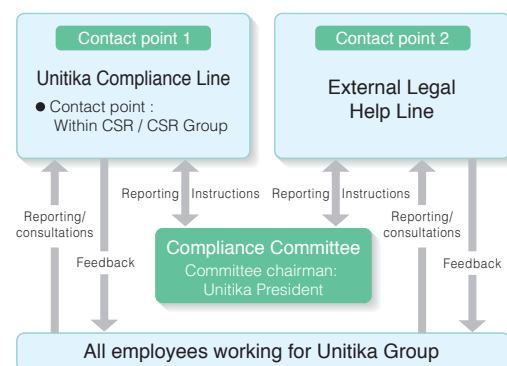 Contact point 1
Unitika Compliance Line
● Contact point :
Within CSR / CSR Group
Contact point 2
External Legal
Help Line
Reporting/
consultations
Feedback
Reporting
Instructions
Reporting
Instructions
Reporting/
consultations
Feedback
Compliance Committee
Committee chairman:
Unitika President
All employees working for Unitika Group